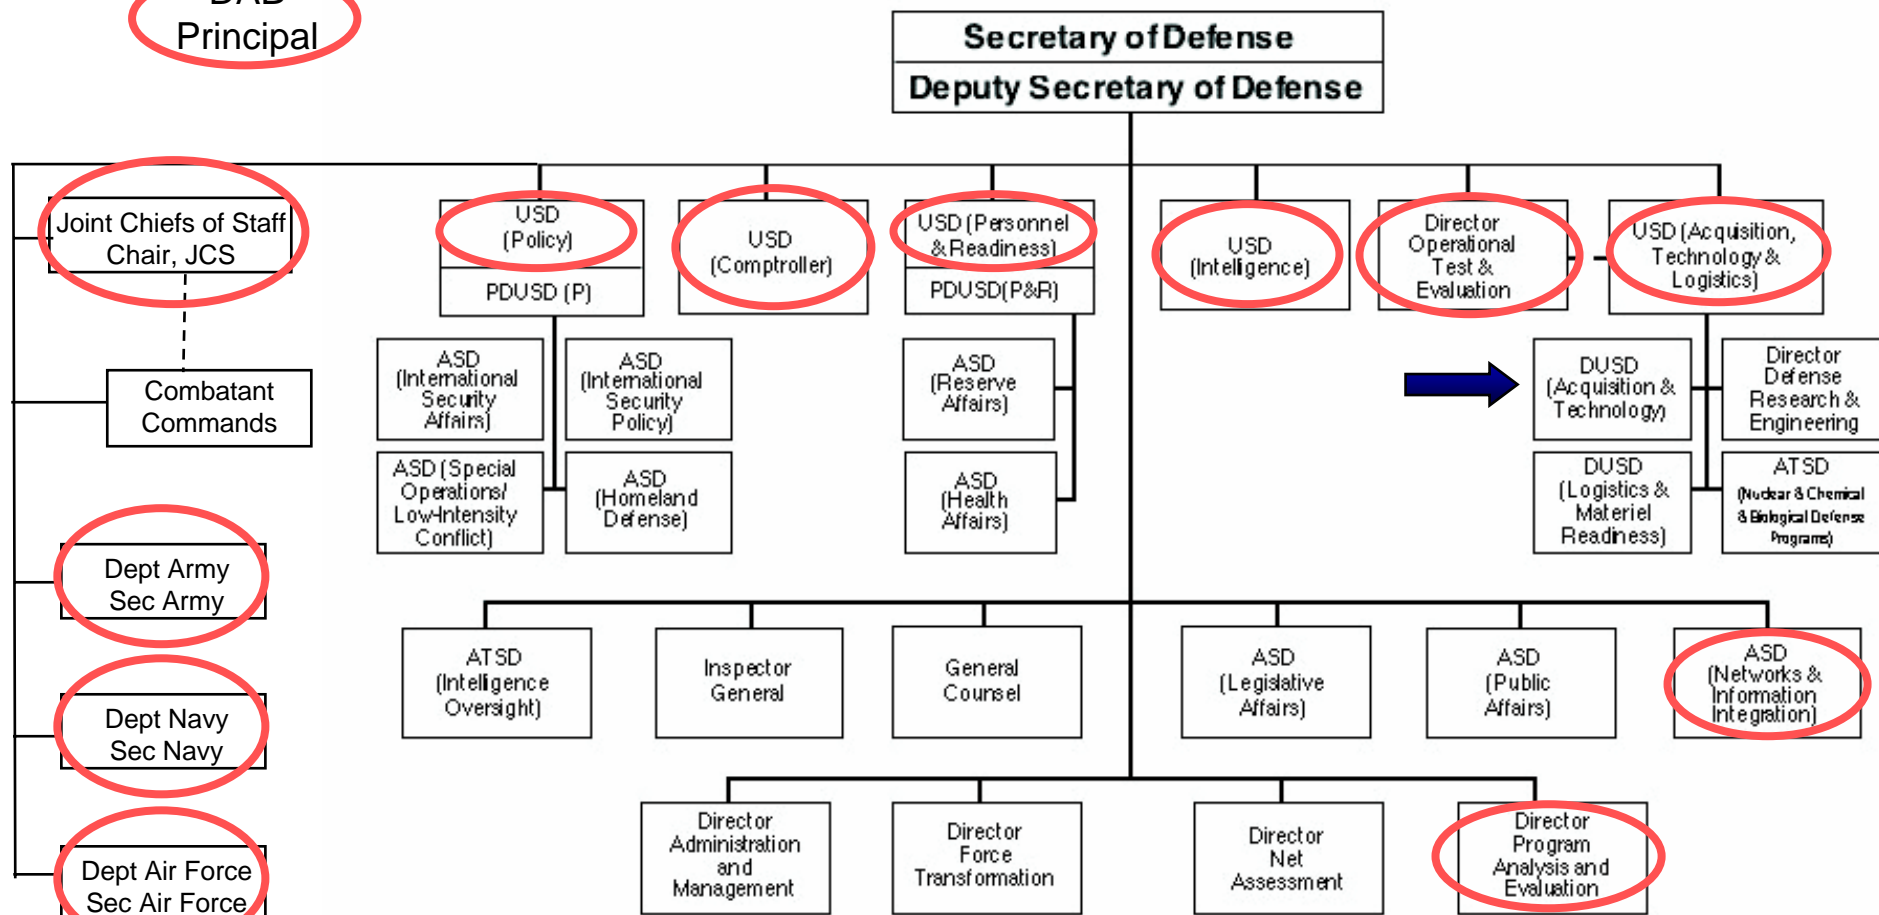 DAB
Principal
Secretary of Defense
Deputy Secretary of Defense
Joint Chiefs of Staff
Chair, JCS
USD
(Policy)
PDUSD (P)
USD
(Comptroller)
USD (Personnel
& Readiness)
PDUSD(P&R)
USD
(Intelligence)
Director
Operational
Test &
Evaluation
USD (Acquisition,
Technology &
Logistics)
Combatant
Commands
ASD
(International
Security
Affairs)
ASD
(International
Security
Policy)
ASD
(Reserve
Affairs)
DUSD
(Acquisition &
Technology)
Director
Defense
Research &
Engineering
ASD (Special
Operations/
Low-Intensity
Conflict)
ASD
(Homeland
Defense)
ASD
(Health
Affairs)
DUSD
(Logistics &
Materiel
Readiness)
ATSD
(Nuclear & Chemical
& Biological Defense
Programs)
Dept Army
Sec Army
Dept Navy
Sec Navy
Dept Air Force
Sec Air Force
ATSD
(Intelligence
Oversight)
Inspector
General
General
Counsel
ASD
(Legislative
Affairs)
ASD
(Public
Affairs)
ASD
(Networks &
Information
Integration)
Director
Administration
and
Management
Director
Force
Transformation
Director
Net
Assessment
Director
Program
Analysis and
Evaluation